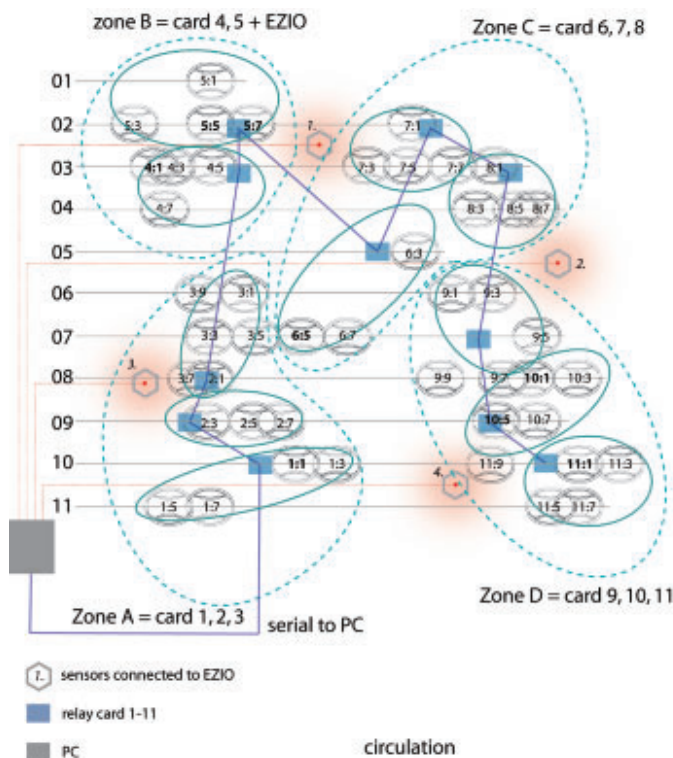 zone B = card 4, 5 + EZIO
Zone C = card 6, 7, 8
01 5:1
02 5:3 5:5 5:7 1. 7:1
03 4:1 4:3 4:5 7:3 7:5 7:7 8:1
04 4:7 8:3 8:5 8:7
05 6:3 2.
06 3:9 3:1 9:1 9:3
07 3:3 3:5 6:5 6:7 9:5
3.
08 3:7 2:1 9:9 9:7 10:1 10:3
09 2:3 2:5 2:7 10:5 10:7
10 1:1 1:3 4. 11:9 11:1 11:3
11 1:5 1:7 11:5 11:7
Zone A = card 1, 2, 3
Zone D = card 9, 10, 11
serial to PC
1. sensors connected to EZIO
relay card 1-11
PC
circulation